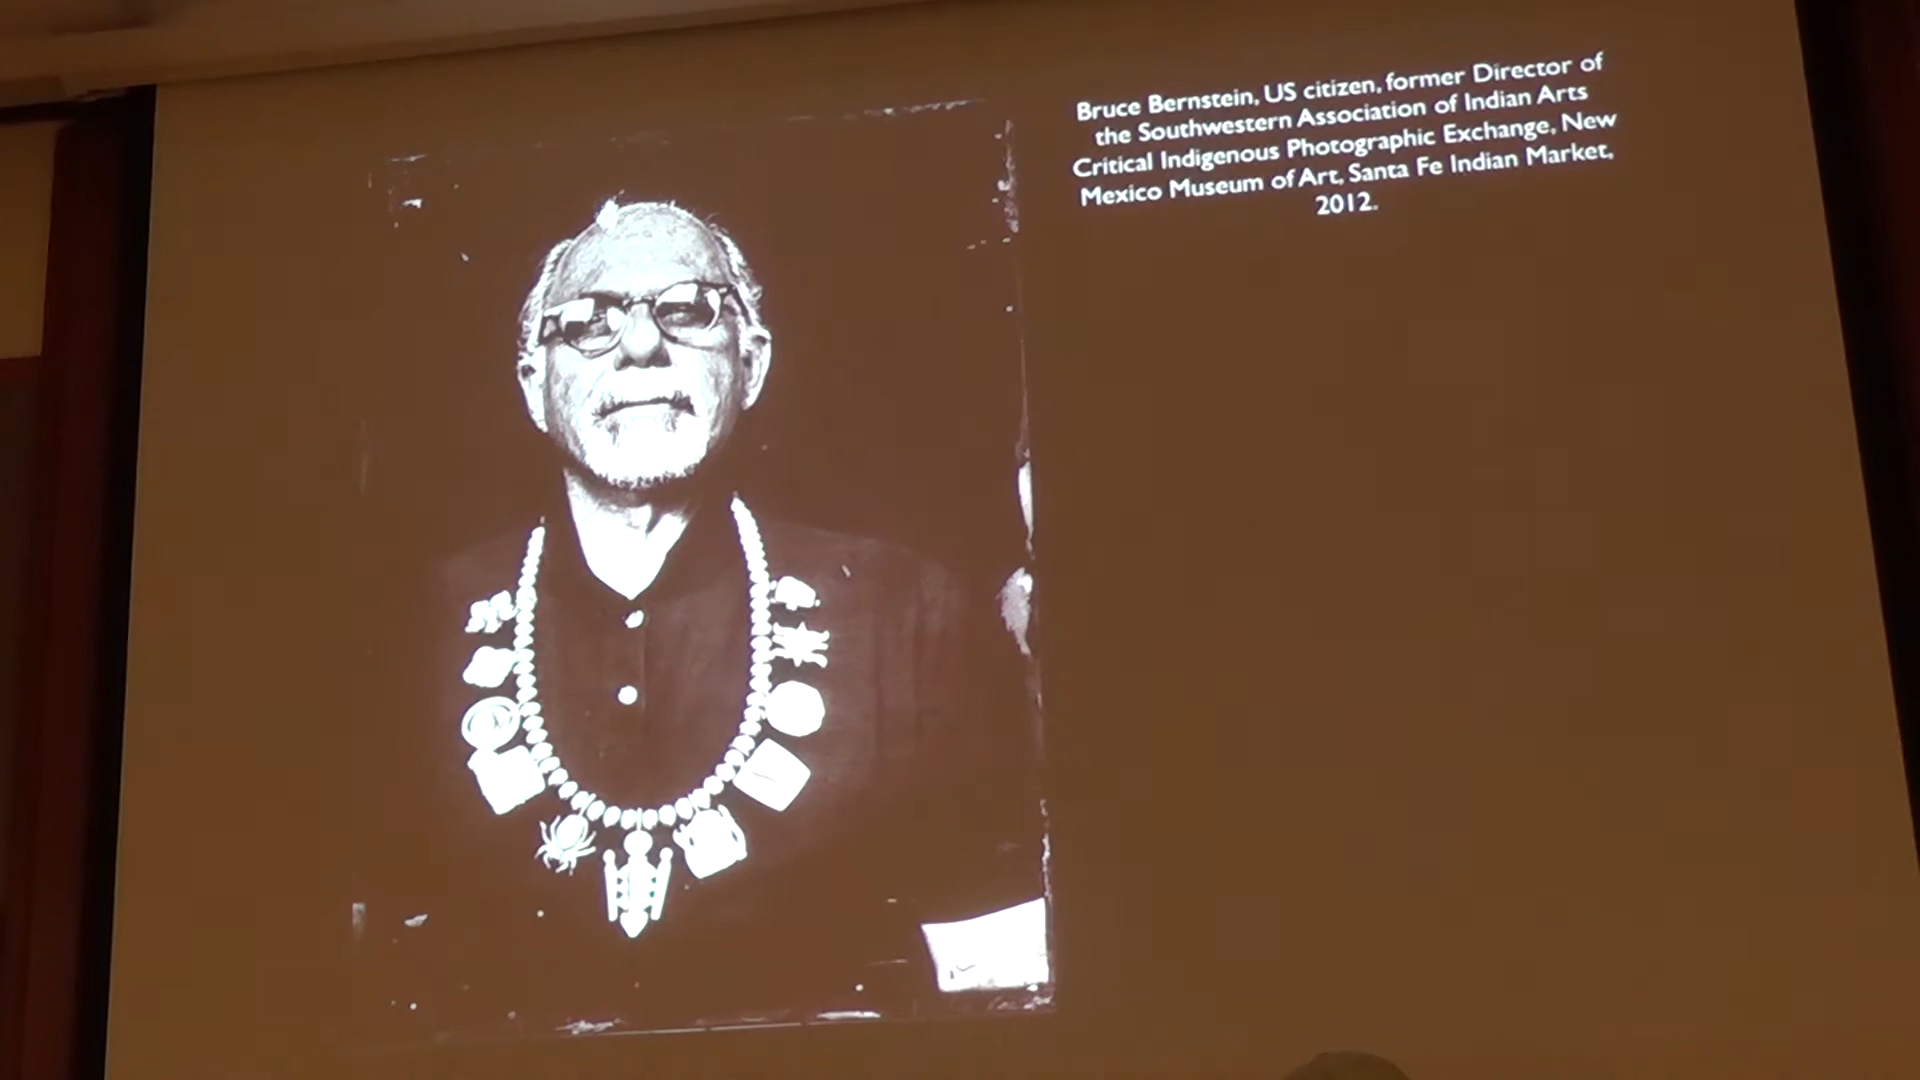 Bruce Bernstein, US citizen, former Director of
the Southwestern Association of Indian Arts
Critical Indigenous Photographic Exchange, New
Mexico Museum of Art, Santa Fe Indian Market,
2012.